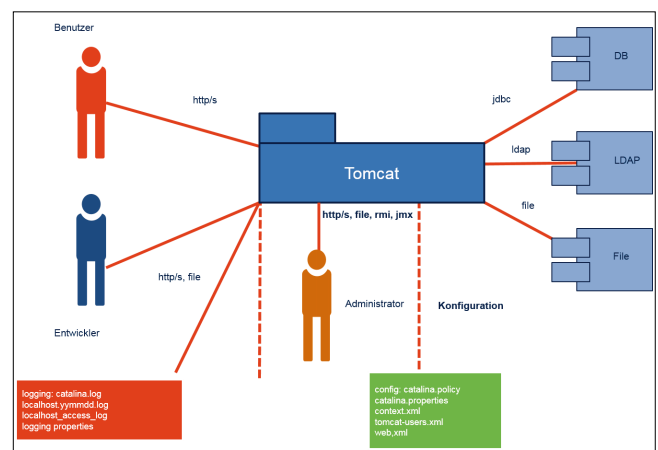 Benutzer
http/s
jdbc
DB
ldap
LDAP
Tomcat
file
http/s, file, rmi, jmx
File
http/s, file
Administrator
Konfiguration
Entwickler
logging: catalina.log
localhost.yymmdd.log
localhost_access_log
logging properties
config: catalina.policy
catalina.properties
context.xml
tomcat-users.xml
web,xml